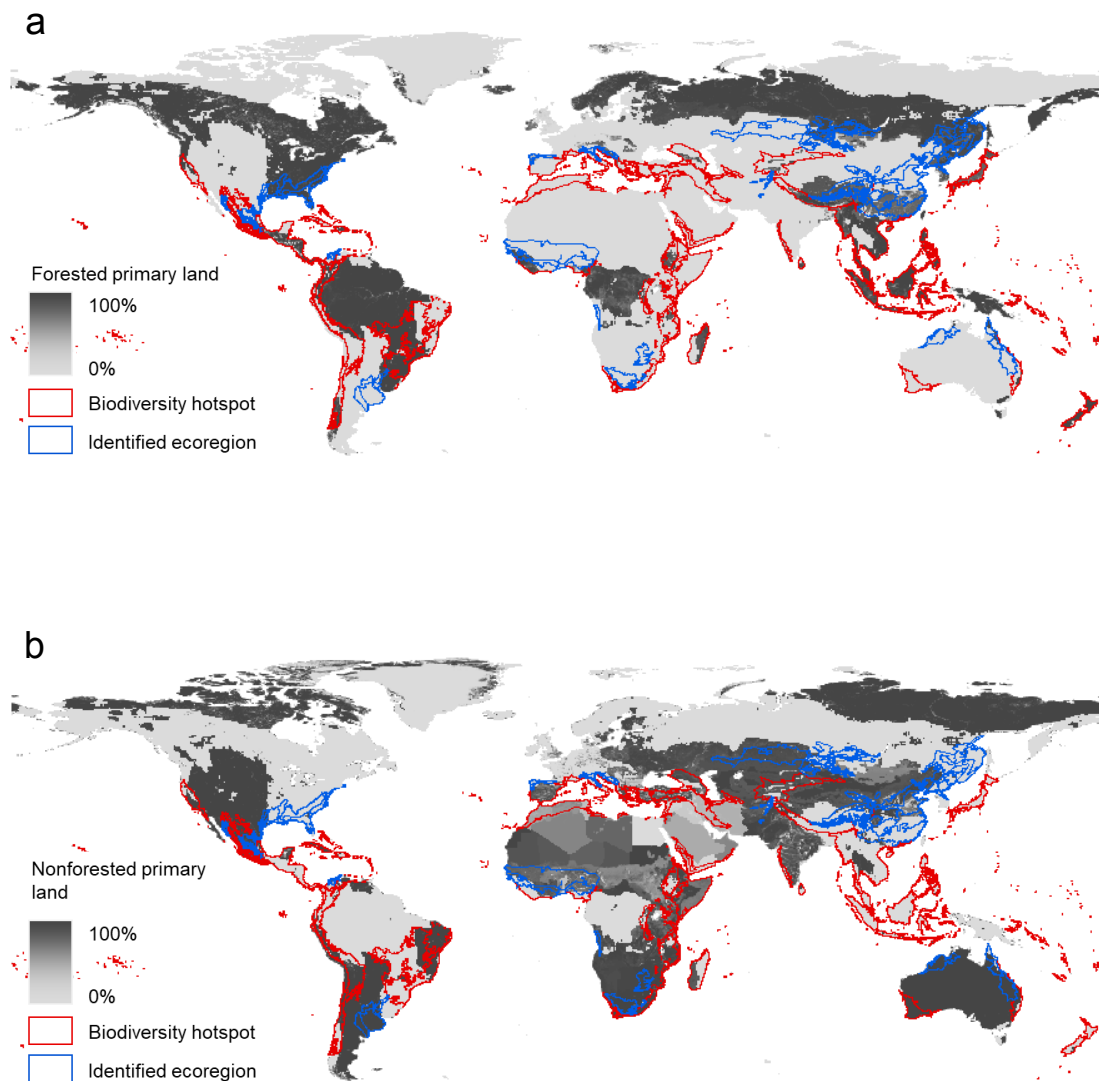 a
Forested primary land
100%
0%
Biodiversity hotspot
Identified ecoregion
b
Nonforested primary
land
100%
0%
Biodiversity hotspot
Identified ecoregion